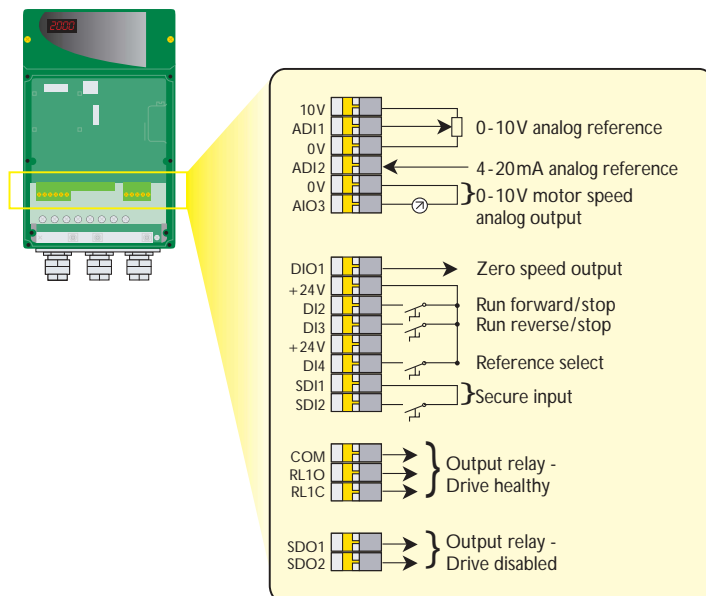 2000
10V
ADI1
0V
0-10V analog reference
ADI2
4-20mA analog reference
0V
AIO3
0-10V motor speed
analog output
DIO1
Zero speed output
+24V
DI2
Run forward/stop
DI3
Run reverse/stop
+24V
DI4
Reference select
SDI1
SDI2
Secure input
COM
RL1O
RL1C
Output relay -
Drive healthy
SDO1
SDO2
Output relay -
Drive disabled